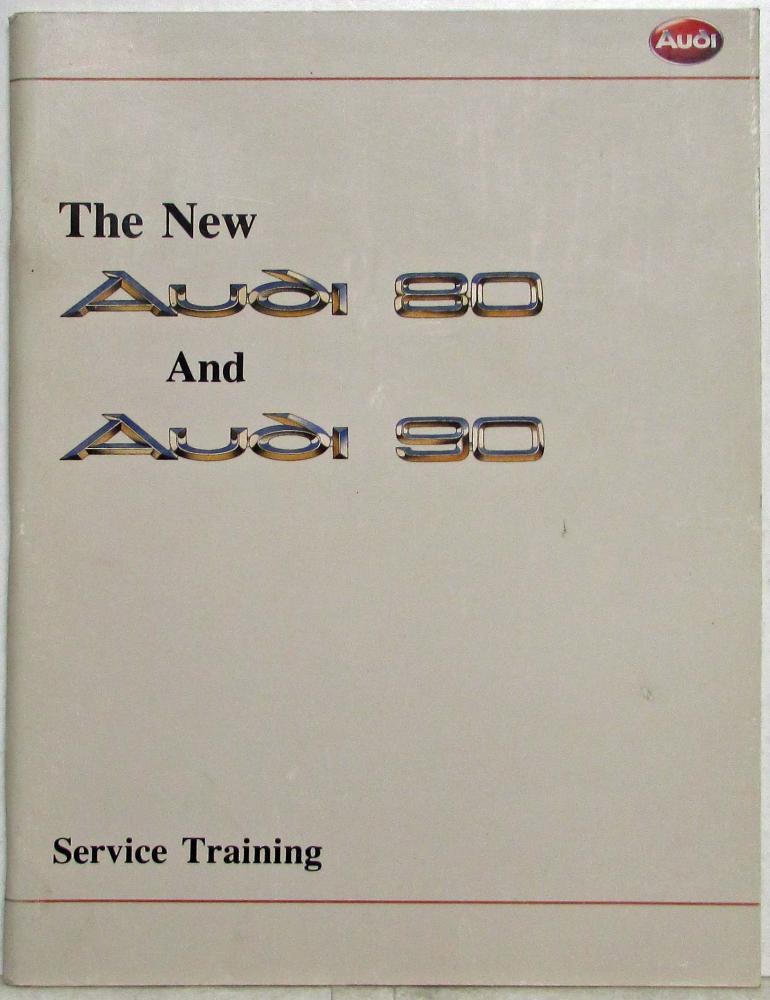 Audi
The New
Audi 80
And
Audi 90
Service Training